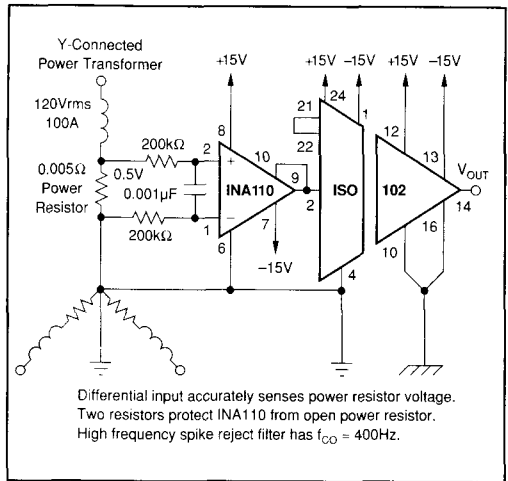 Y-Connected
Power Transformer
120Vrms
100A
0.005Ω
Power
Resistor
0.5V
200kΩ
0.001µF
200kΩ
+15V
8
2
+
10
9
INA110
–
1
7
6
–15V
+15V
–15V
21
24
1
22
2
ISO
4
+15V
–15V
12
13
102
VOUT
14
16
10
Differential input accurately senses power resistor voltage.
Two resistors protect INA110 from open power resistor.
High frequency spike reject filter has fCO = 400Hz.